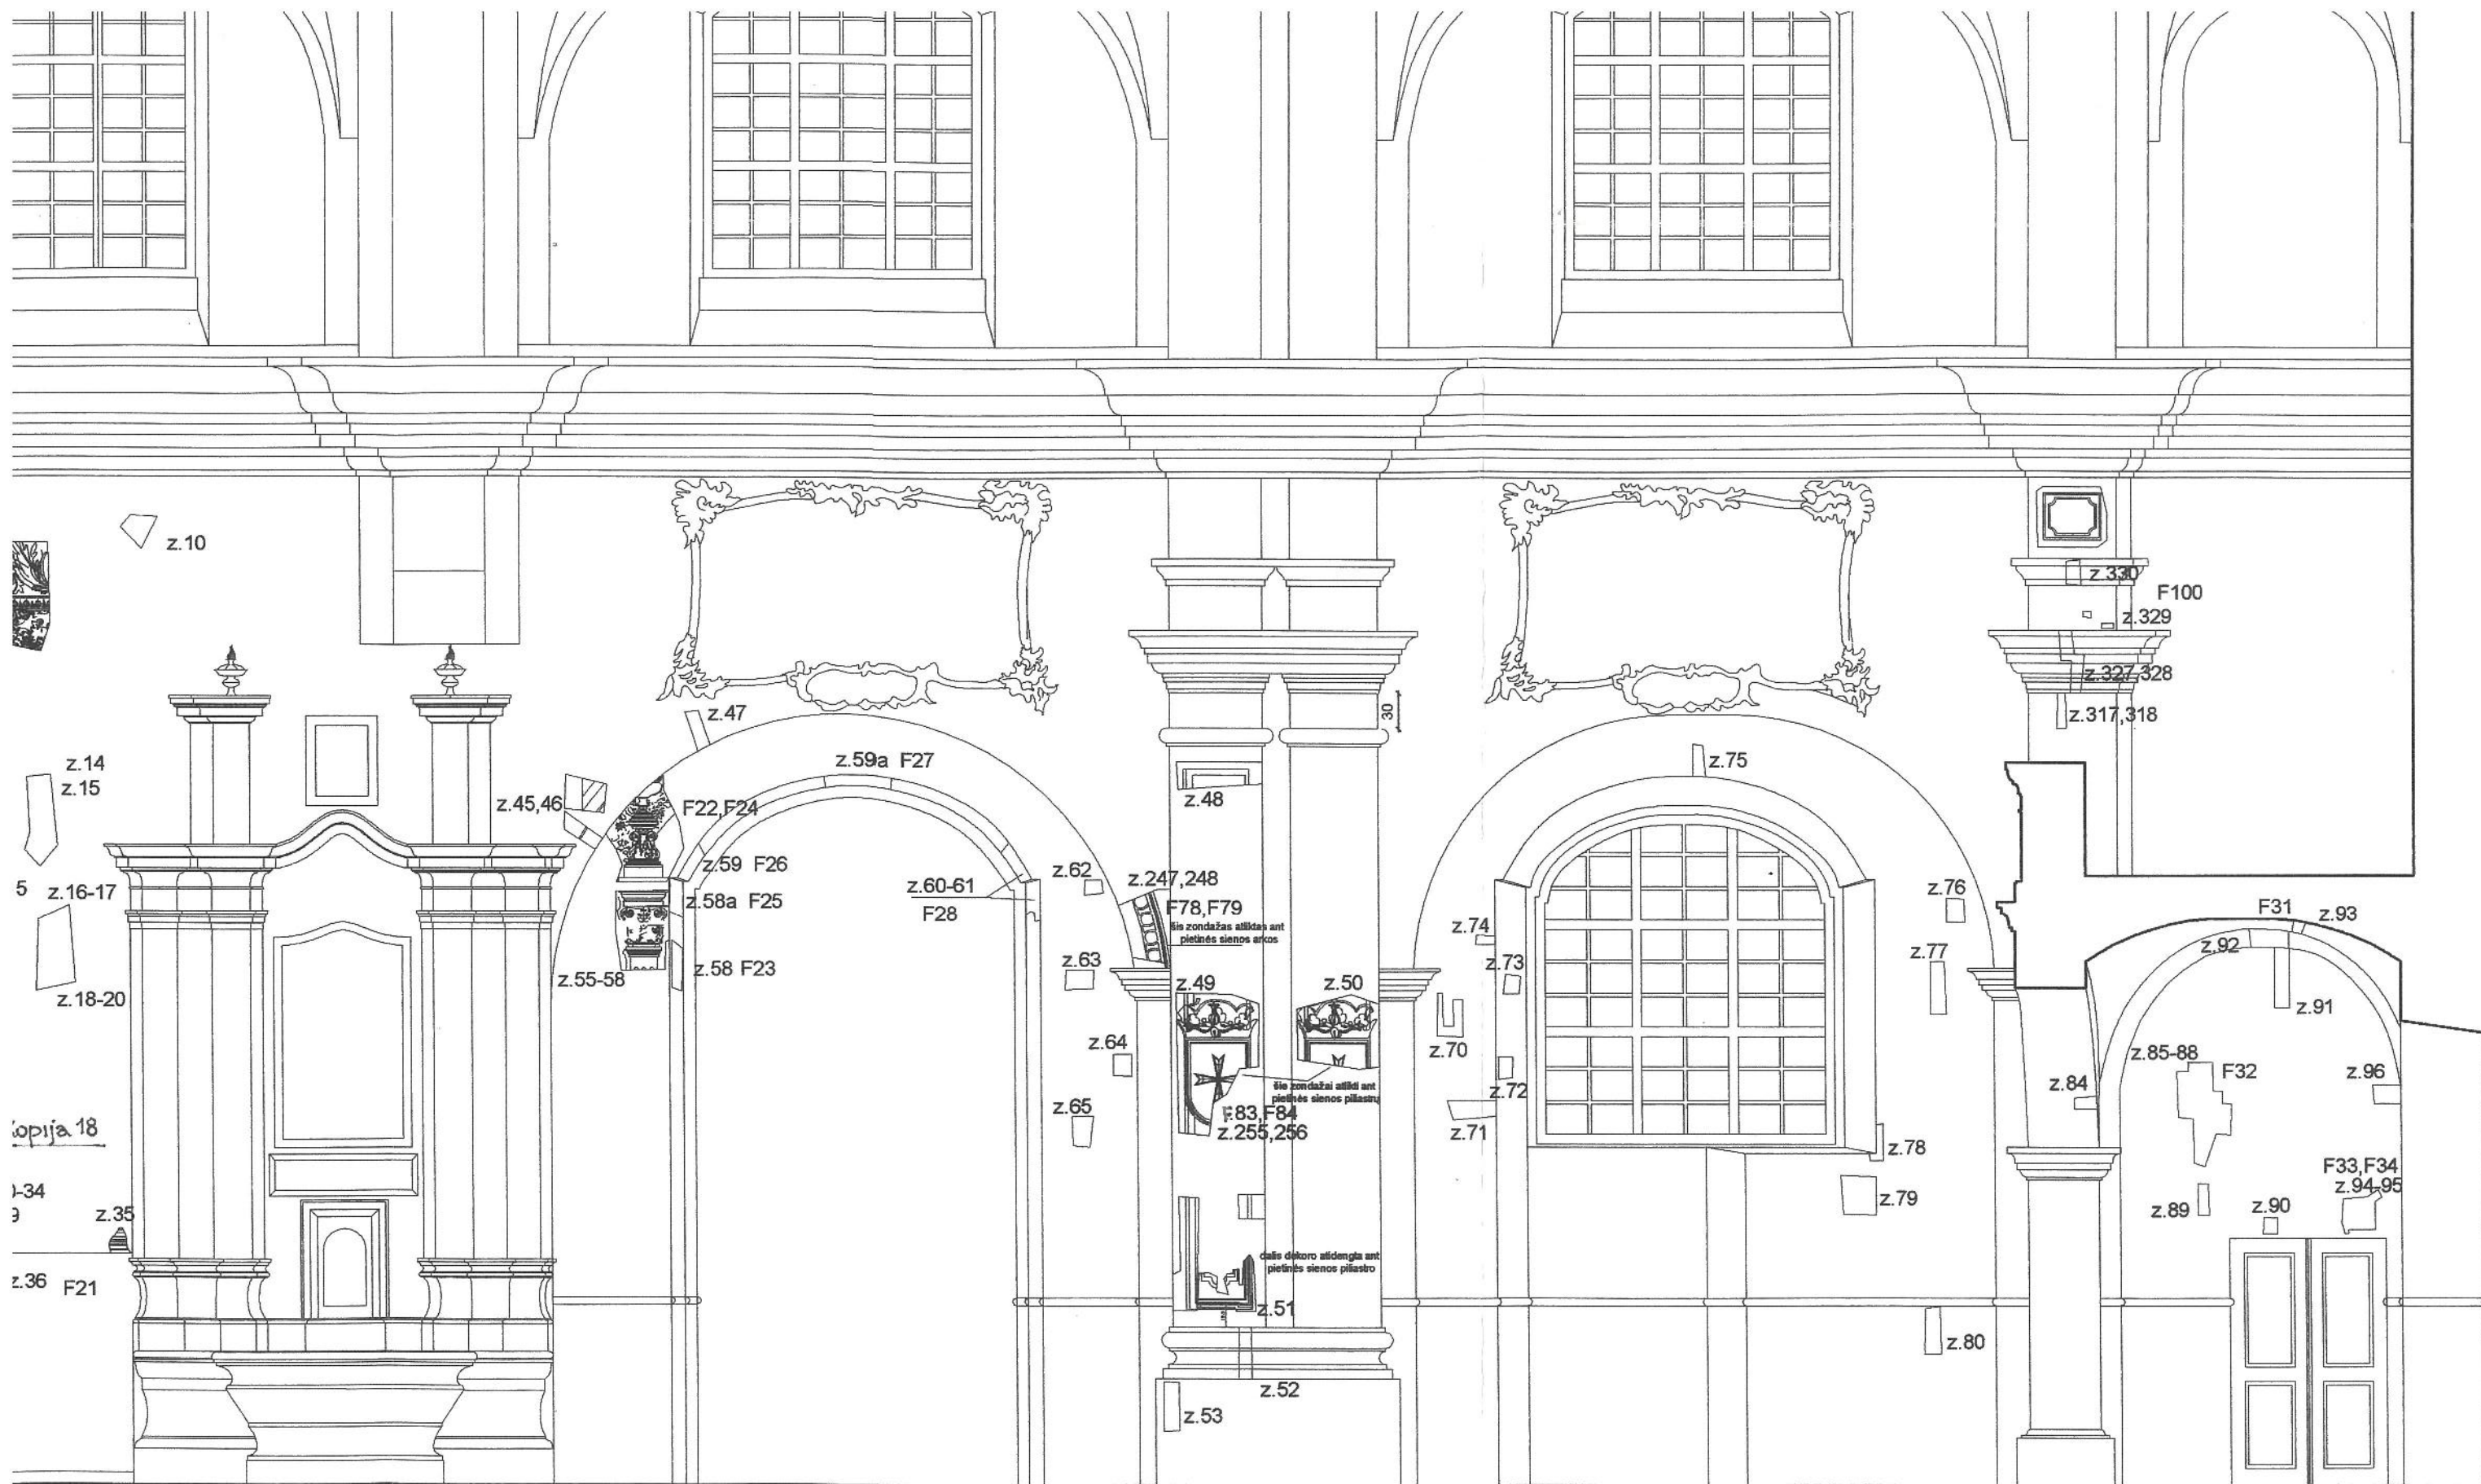 z.10
z.330
F100
z.329
z.327,328
z.317,318
z.47
30
z.14
z.15
z.59a F27
z.75
z.45,46
F22,F24
z.48
z.59 F26
z.62
z.247,248
z.76
5 z.16-17
z.58a F25
z.60-61
F28
F78,F79
šis zondažas atliktas ant
pietinės sienos arkos
F31
z.93
z.74
z.92
z.77
z.63
z.73
z.55-58
z.58 F23
z.49
z.50
z.18-20
z.91
z.64
z.70
z.85-88
F32
z.96
z.84
šie zondažai atlikti ant
pietinės sienos piliastrų
z.72
z.65
F.83,F84
z.255,256
z.71
opija 18
z.78
F33,F34
z.94-95
-34
9
z.35
z.79
z.89
z.90
dalis dekoro atidengta ant
pietinės sienos piliastro
z.36 F21
z.51
z.80
z.52
z.53